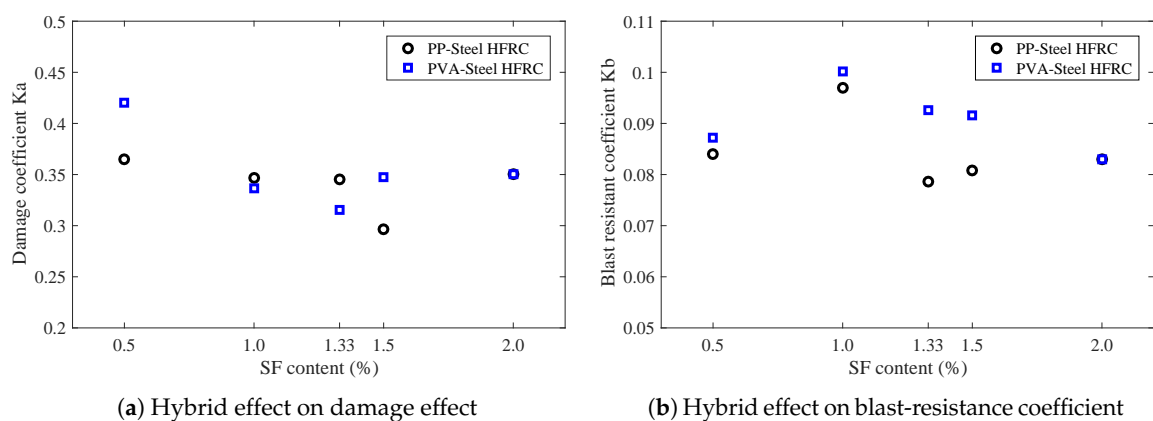 0.5
PP-Steel HFRC
PVA-Steel HFRC
0.45
0.4
0.35
0.3
0.25
0.2
Damage coefficient Ka
0.5 1.0 1.33 1.5 2.0
SF content (%)
(a) Hybrid effect on damage effect
0.11
PP-Steel HFRC
PVA-Steel HFRC
0.1
0.09
0.08
0.07
0.06
0.05
Blast resistant coefficient Kb
0.5 1.0 1.33 1.5 2.0
SF content (%)
(b) Hybrid effect on blast-resistance coefficient